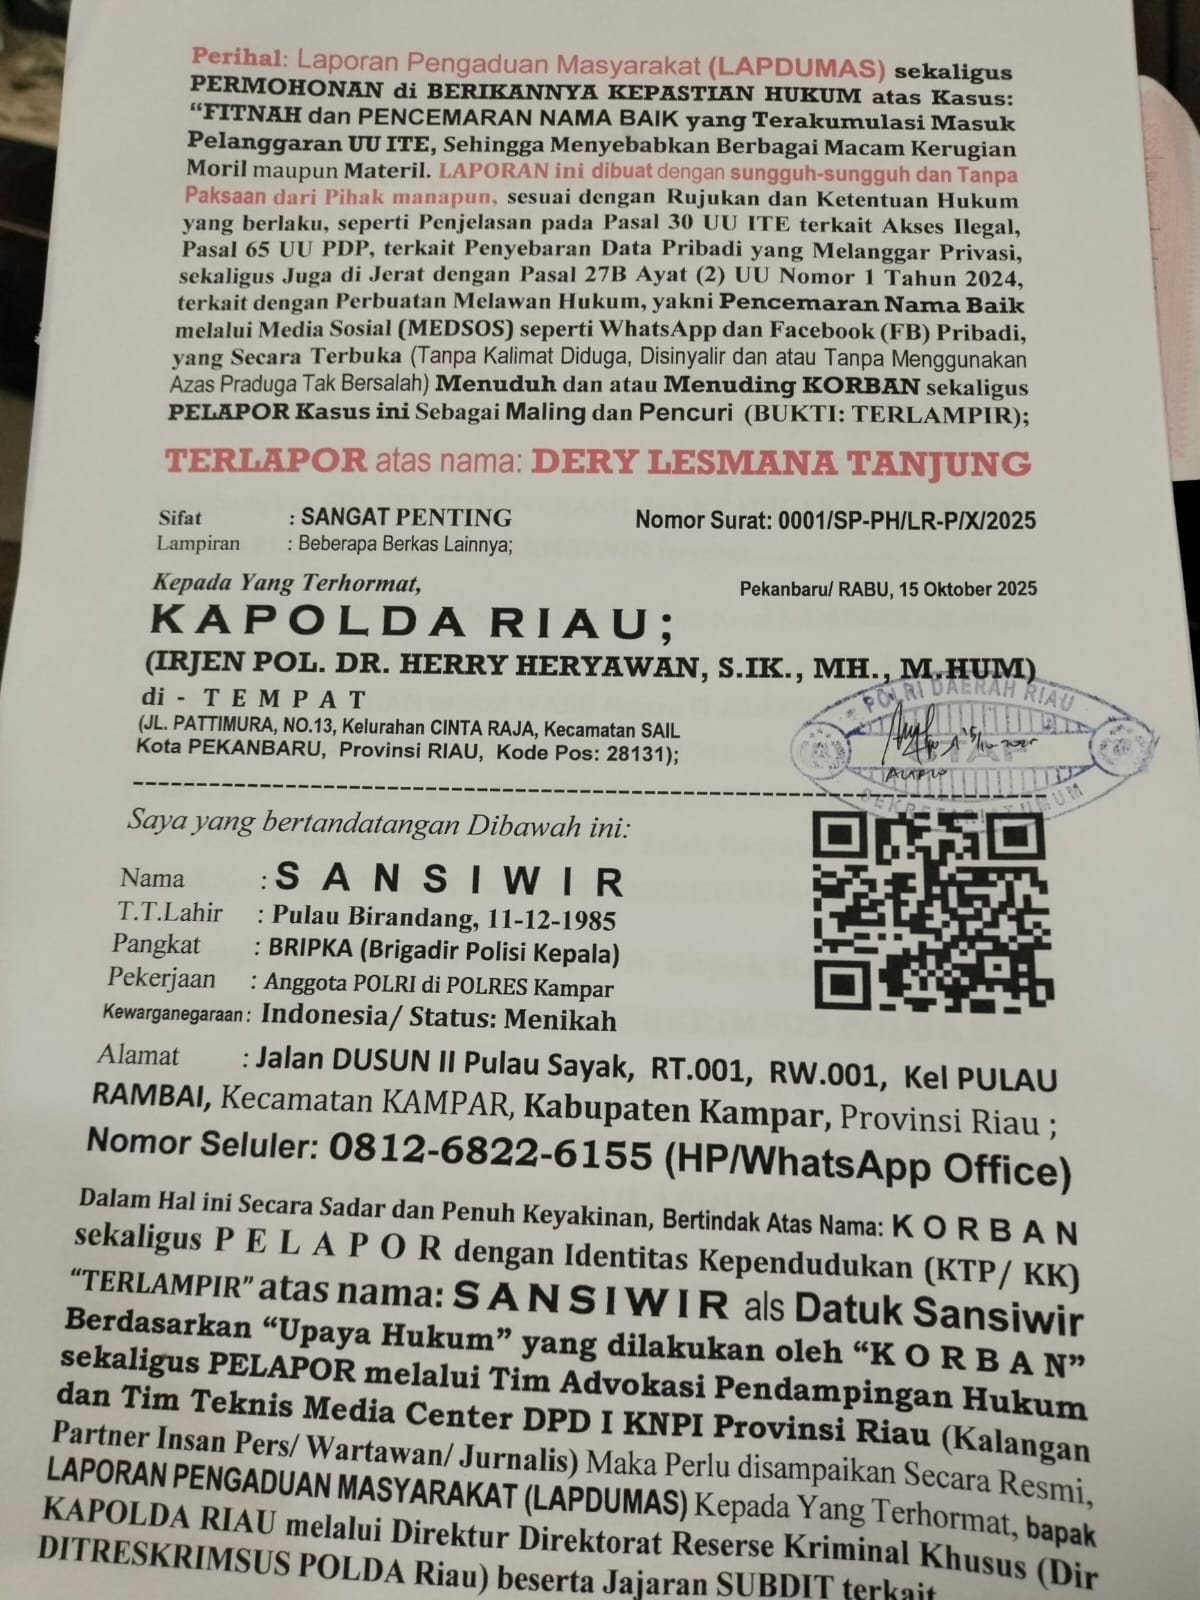 Perihal: Laporan Pengaduan Masyarakat (LAPDUMAS) sekaligus
PERMOHONAN di BERIKANNYA KEPASTIAN HUKUM atas Kasus:
“FITNAH dan PENCEMARAN NAMA BAIK yang Terakumulasi Masuk
Pelanggaran UU ITE, Sehingga Menyebabkan Berbagai Macam Kerugian
Moril maupun Materil. LAPORAN ini dibuat dengan sungguh-sungguh dan Tanpa
Paksaan dari Pihak manapun, sesuai dengan Rujukan dan Ketentuan Hukum
yang berlaku, seperti Penjelasan pada Pasal 30 UU ITE terkait Akses Ilegal,
Pasal 65 UU PDP, terkait Penyebaran Data Pribadi yang Melanggar Privasi,
sekaligus Juga di Jerat dengan Pasal 27B Ayat (2) UU Nomor 1 Tahun 2024,
terkait dengan Perbuatan Melawan Hukum, yakni Pencemaran Nama Baik
melalui Media Sosial (MEDSOS) seperti WhatsApp dan Facebook (FB) Pribadi,
yang Secara Terbuka (Tanpa Kalimat Diduga, Disinyalir dan atau Tanpa Menggunakan
Azas Praduga Tak Bersalah) Menuduh dan atau Menuding KORBAN sekaligus
PELAPOR Kasus ini Sebagai Maling dan Pencuri (BUKTI: TERLAMPIR);
TERLAPOR atas nama: DERY LESMANA TANJUNG
Sifat : SANGAT PENTING Nomor Surat: 0001/SP-PH/LR-P/X/2025
Lampiran : Beberapa Berkas Lainnya;
Kepada Yang Terhormat, Pekanbaru/ RABU, 15 Oktober 2025
KAPOLDA RIAU;
(IRJEN POL. DR. HERRY HERYAWAN, S.IK., MH., M.HUM)
di - T E M P A T
(JL. PATTIMURA, NO.13, Kelurahan CINTA RAJA, Kecamatan SAIL
Kota PEKANBARU, Provinsi RIAU, Kode Pos: 28131);
POLRI DAERAH RIAU
SETAP
SEKRETARIAT UMUM
Saya yang bertandatangan Dibawah ini:
Nama : S A N S I W I R
T.T.Lahir : Pulau Birandang, 11-12-1985
Pangkat : BRIPKA (Brigadir Polisi Kepala)
Pekerjaan : Anggota POLRI di POLRES Kampar
Kewarganegaraan : Indonesia/ Status: Menikah
Alamat : Jalan DUSUN II Pulau Sayak, RT.001, RW.001, Kel PULAU
RAMBAI, Kecamatan KAMPAR, Kabupaten Kampar, Provinsi Riau ;
Nomor Seluler: 0812-6822-6155 (HP/WhatsApp Office)
Dalam Hal ini Secara Sadar dan Penuh Keyakinan, Bertindak Atas Nama: K O R B A N
sekaligus P E L A P O R dengan Identitas Kependudukan (KTP/ KK)
“TERLAMPIR” atas nama: SANSIWIR als Datuk Sansiwir
Berdasarkan “Upaya Hukum” yang dilakukan oleh “K O R B A N”
sekaligus PELAPOR melalui Tim Advokasi Pendampingan Hukum
dan Tim Teknis Media Center DPD I KNPI Provinsi Riau (Kalangan
Partner Insan Pers/ Wartawan/ Jurnalis) Maka Perlu disampaikan Secara Resmi,
LAPORAN PENGADUAN MASYARAKAT (LAPDUMAS) Kepada Yang Terhormat, bapak
KAPOLDA RIAU melalui Direktur Direktorat Reserse Kriminal Khusus (Dir
DITRESKRIMSUS POLDA Riau) beserta Jajaran SUBDIT terkait